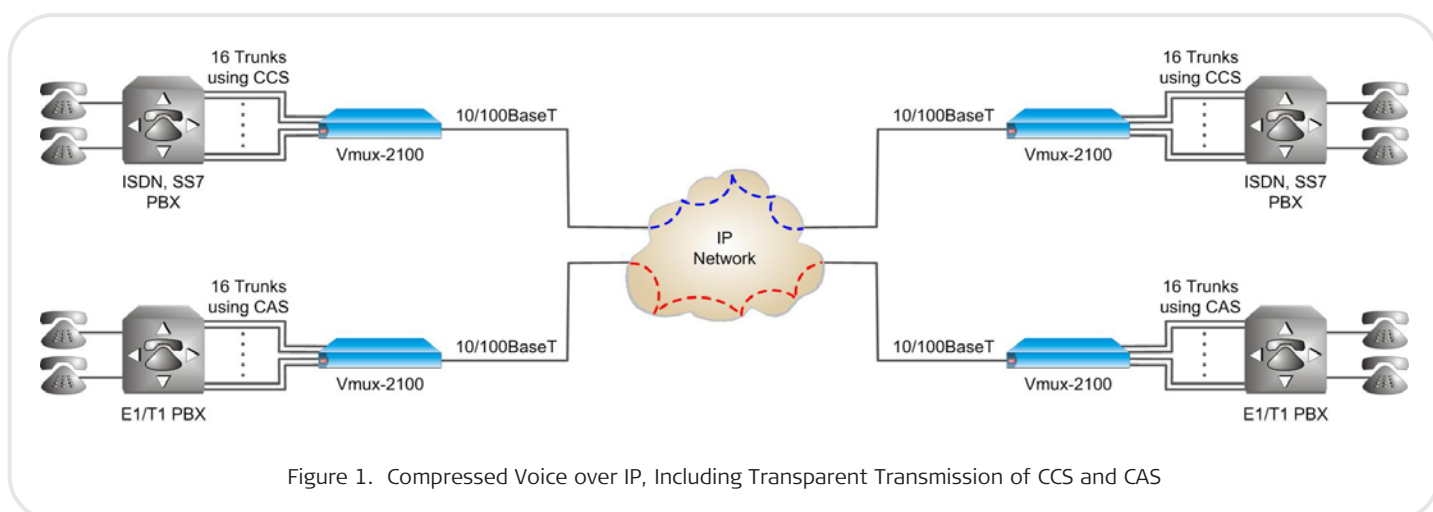 16 Trunks
using CCS
10/100BaseT
Vmux-2100
ISDN, SS7
PBX
16 Trunks
using CCS
10/100BaseT
Vmux-2100
ISDN, SS7
PBX
IP
Network
16 Trunks
using CAS
10/100BaseT
Vmux-2100
E1/T1 PBX
16 Trunks
using CAS
10/100BaseT
Vmux-2100
E1/T1 PBX
Figure 1. Compressed Voice over IP, Including Transparent Transmission of CCS and CAS